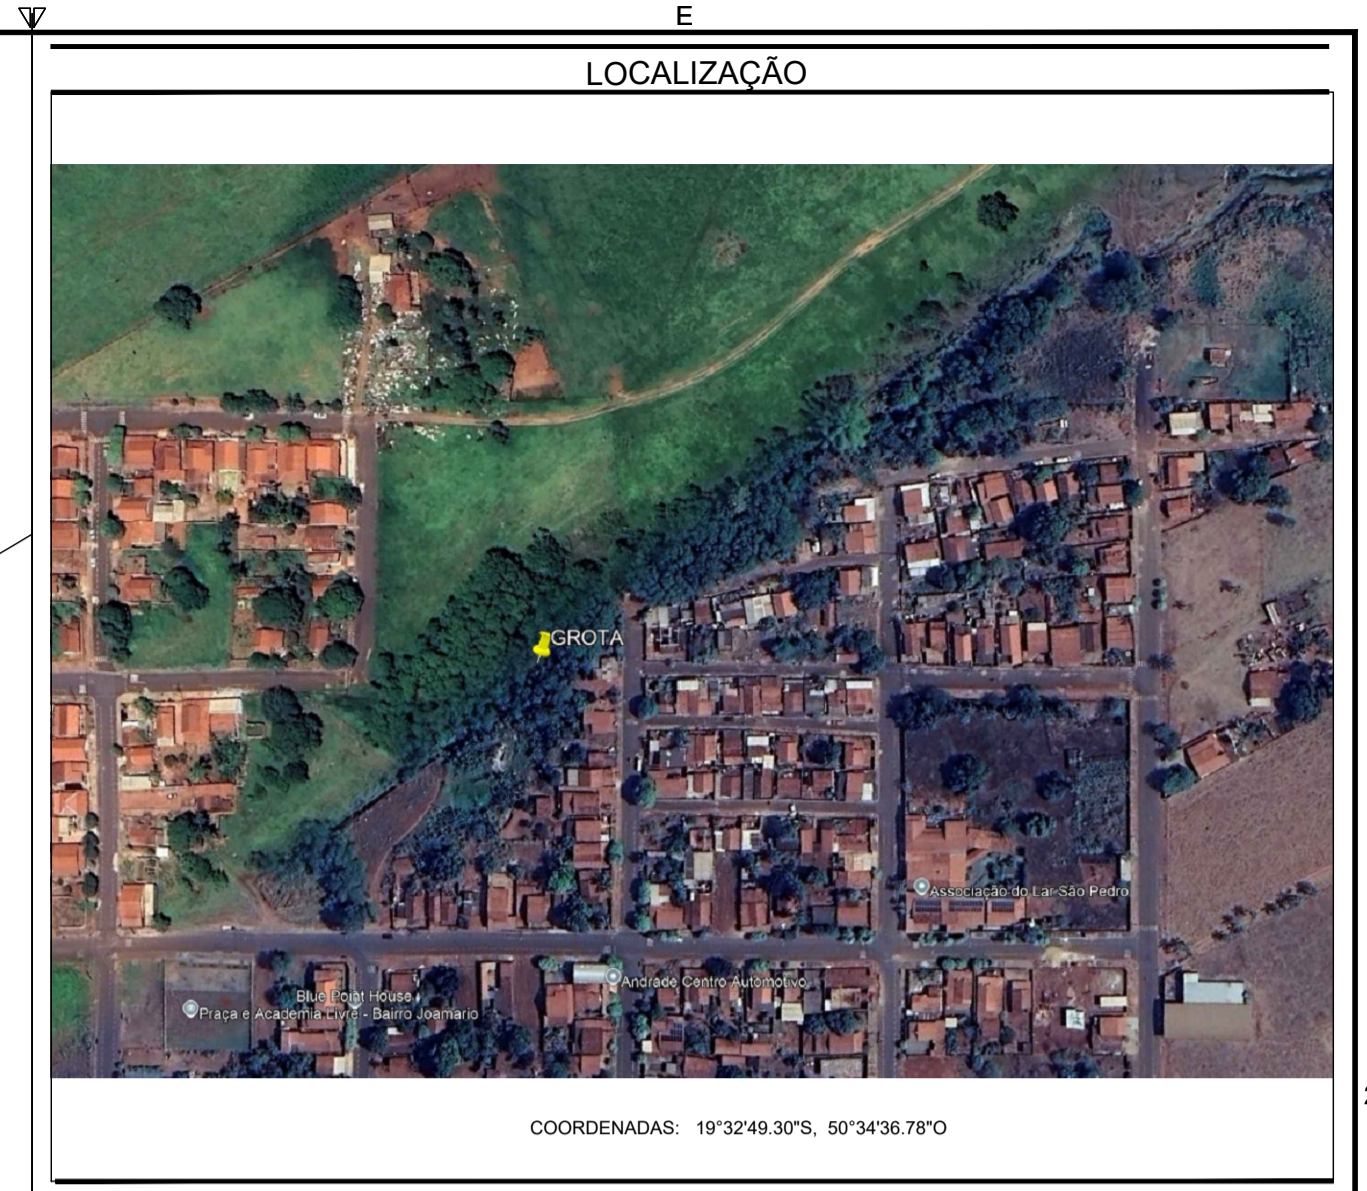 E
LOCALIZAÇÃO
GROTA
Associação do Lar São Pedro
Andrade Centro Automotivo
Blue Point House
Praça e Academia Livre - Bairro Joamario
COORDENADAS: 19°32'49.30"S, 50°34'36.78"O